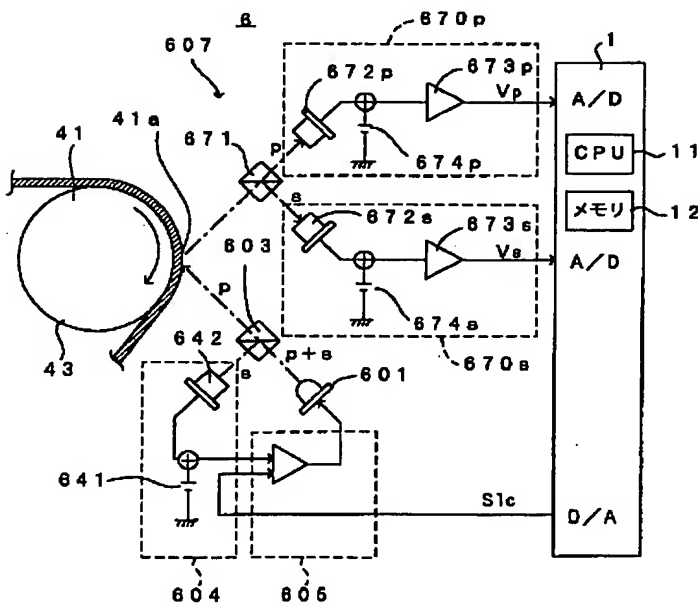 6
670p
607
672p
673p
1
Vp
A/D
41a
671
p
41
CPU
11
674p
s
672s
メモリ
12
673s
603
Vs
A/D
p
642
674s
43
s
p+s
670s
601
641
Slc
D/A
604
605